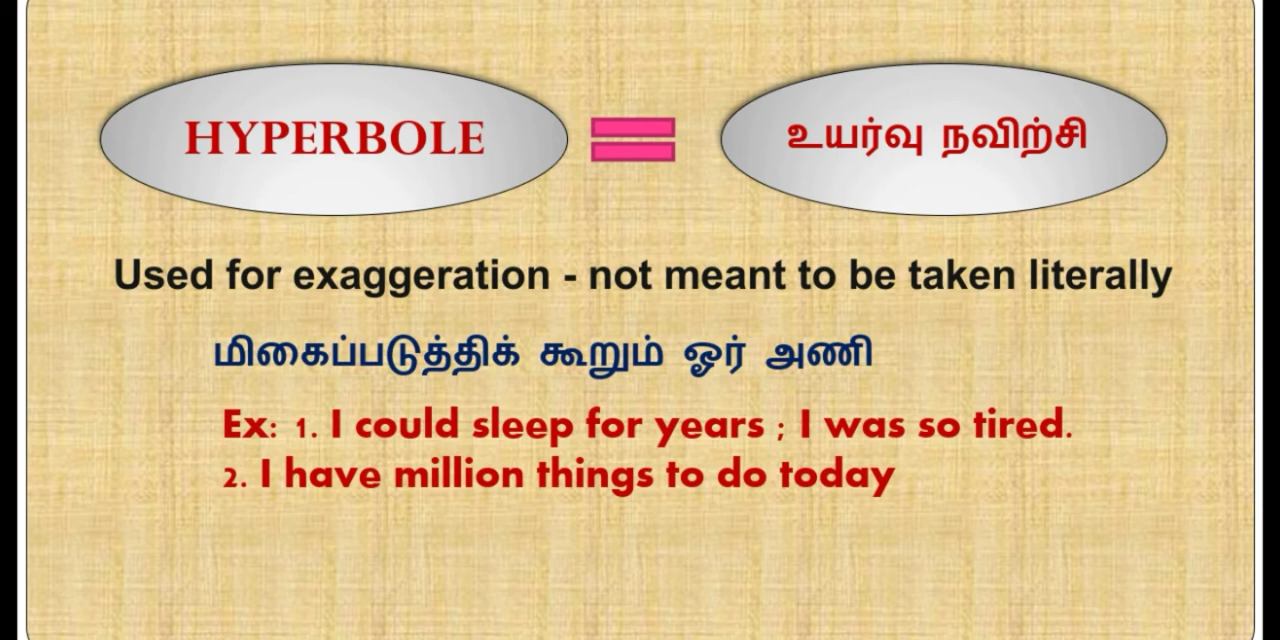 HYPERBOLE = உயர்வு நவிற்சி
Used for exaggeration - not meant to be taken literally
மிகைப்படுத்திக் கூறும் ஓர் அணி
Ex: 1. I could sleep for years ; I was so tired.
2. I have million things to do today